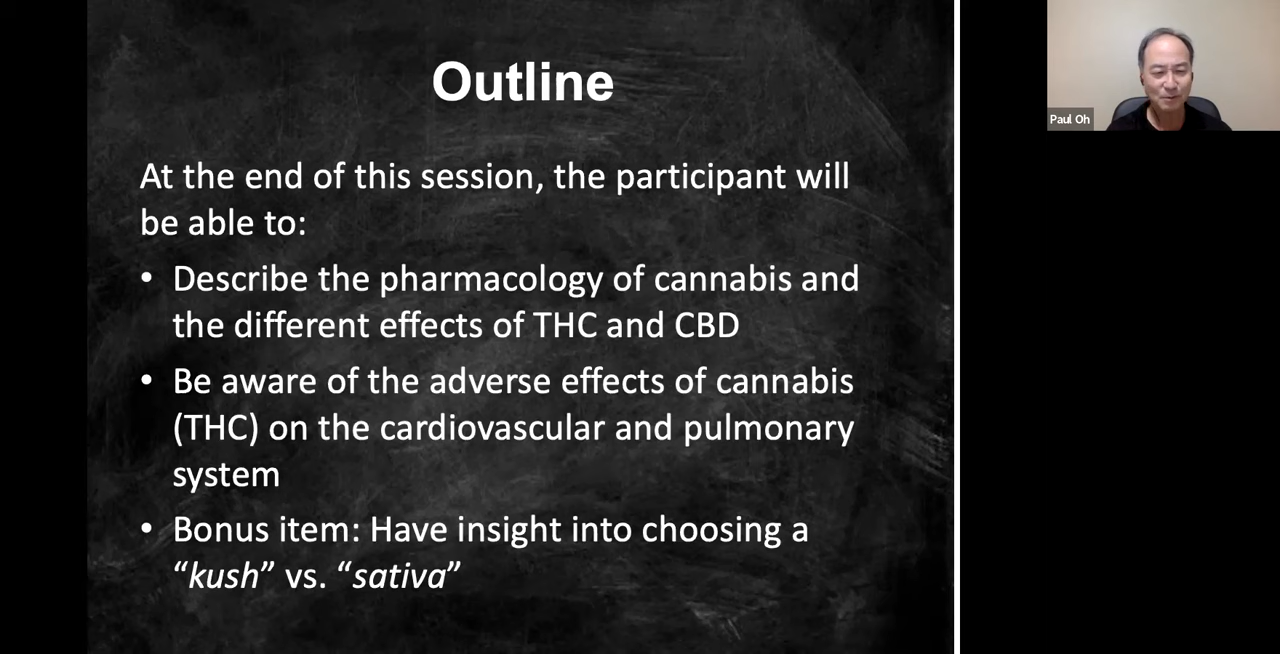 Outline
At the end of this session, the participant will
be able to:
• Describe the pharmacology of cannabis and
the different effects of THC and CBD
• Be aware of the adverse effects of cannabis
(THC) on the cardiovascular and pulmonary
system
• Bonus item: Have insight into choosing a
“kush” vs. “sativa”
Paul Oh